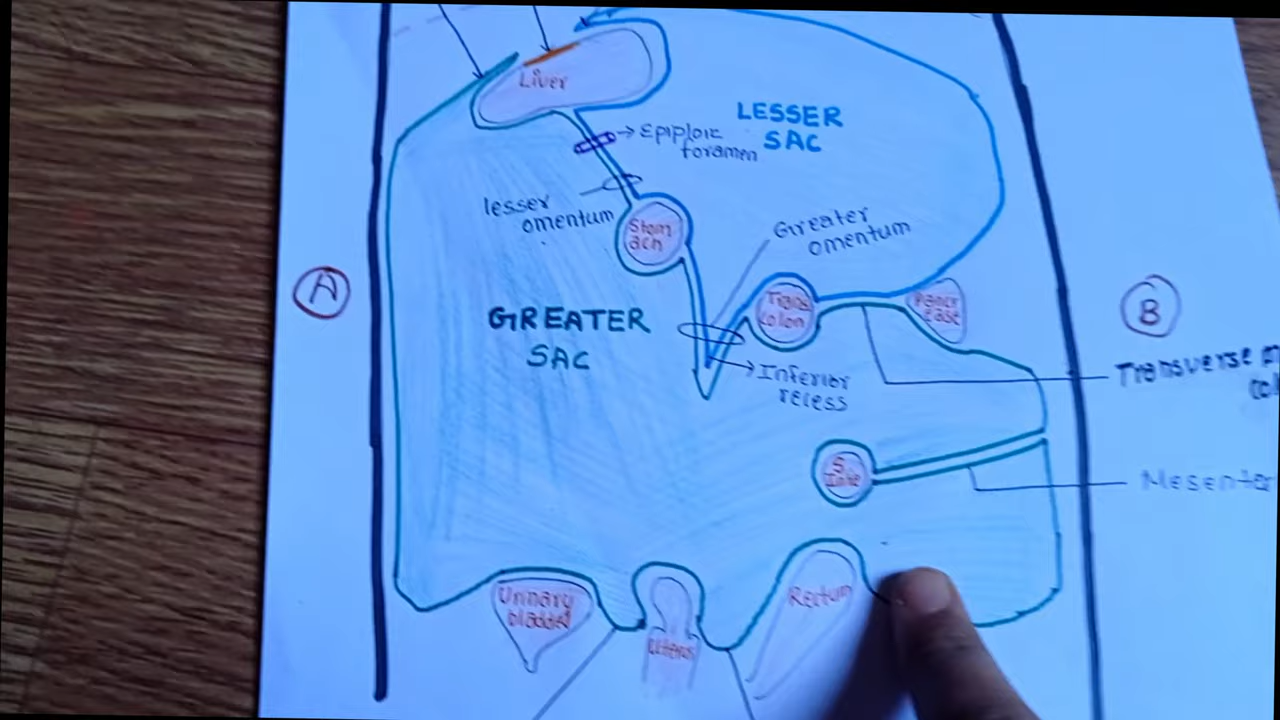 Liver
LESSER
SAC
Epiploic
foramen
lesser
omentum
Stom
ach
Greater
omentum
A
GREATER
SAC
Trans
colon
Pancr
ease
B
Inferior
recess
Transverse
S.
Inte
Mesenter
Urinary
bladder
Uterus
Rectum